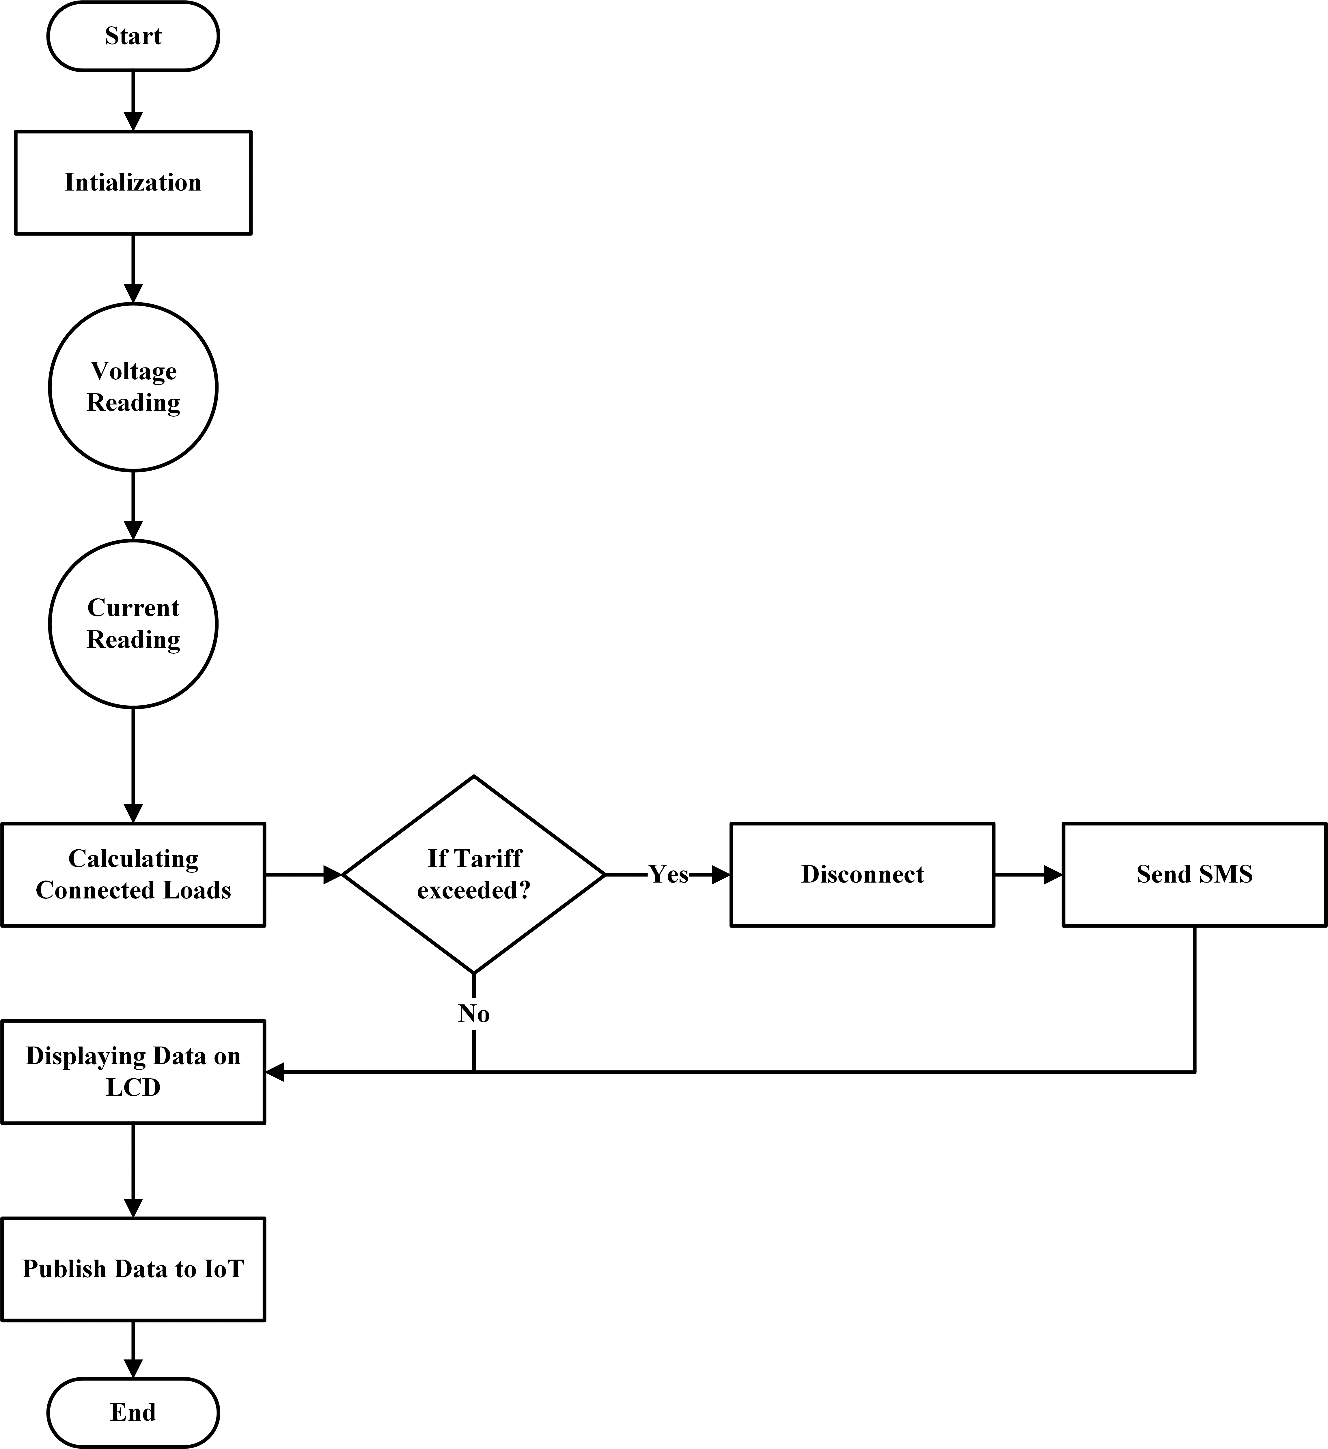 Start
Intialization
Voltage
Reading
Current
Reading
Calculating
Connected Loads
If Tariff
exceeded?
Yes
Disconnect
Send SMS
No
Displaying Data on
LCD
Publish Data to IoT
End